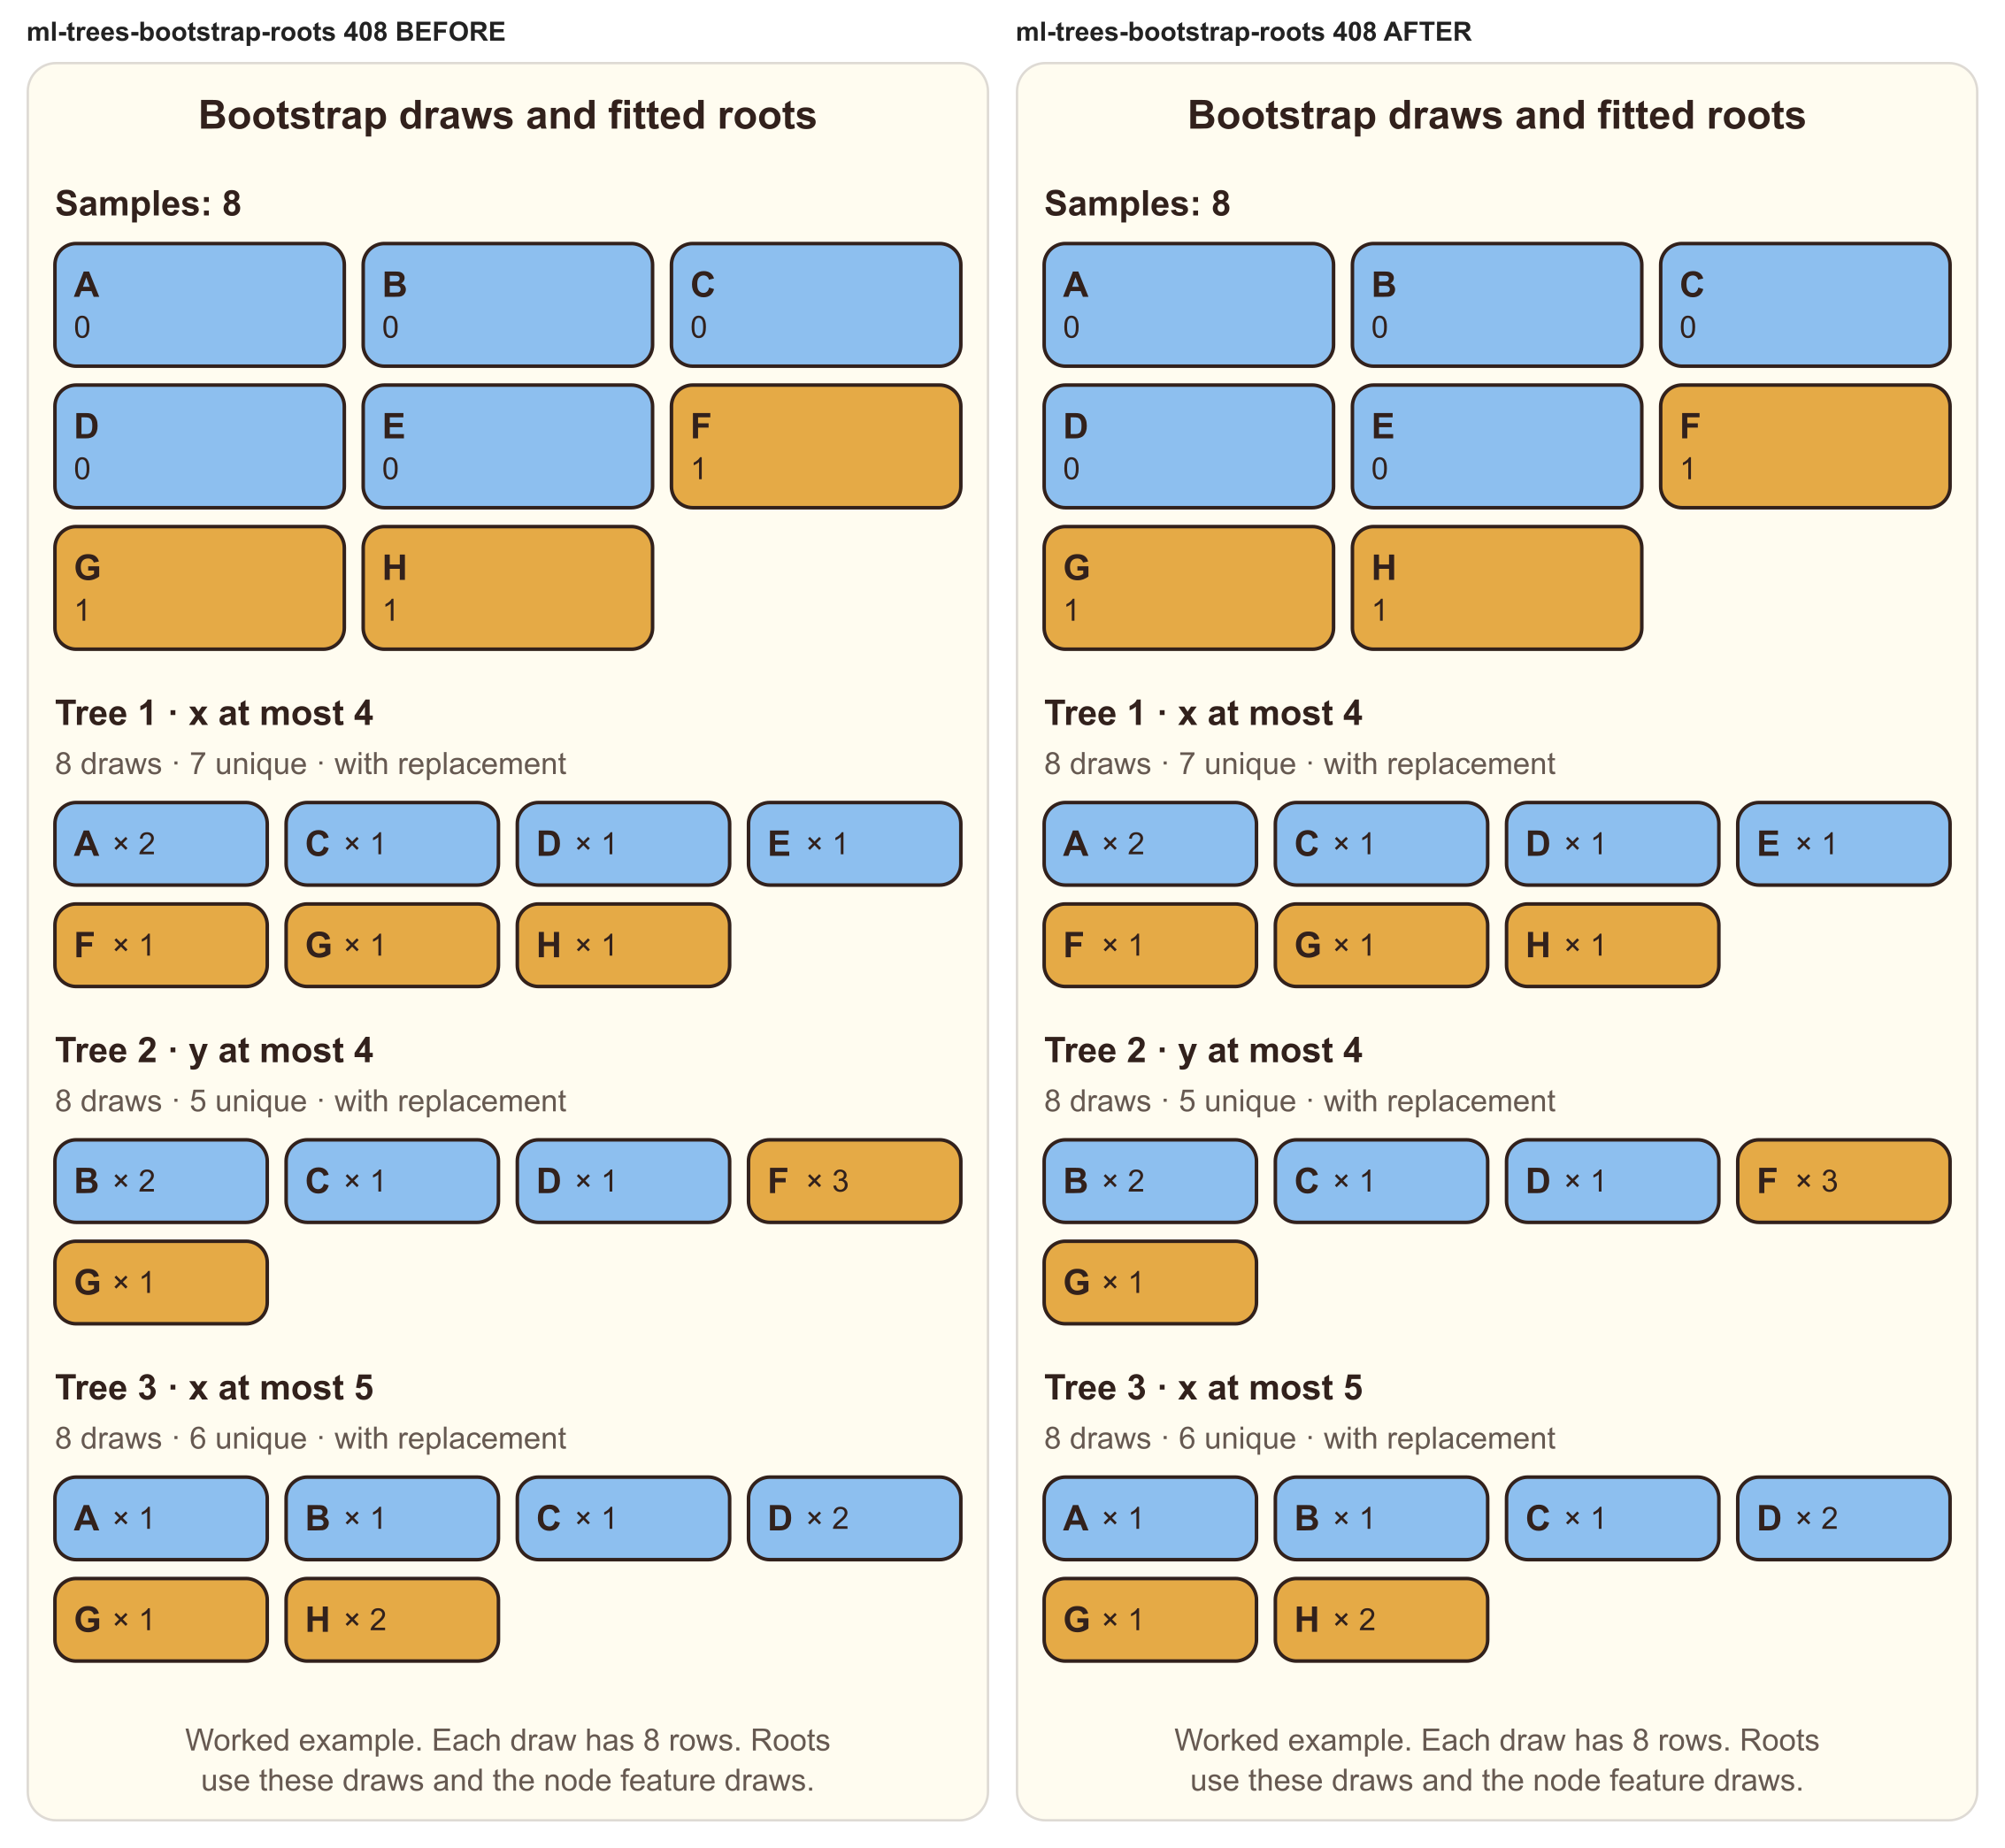 ml-trees-bootstrap-roots 408 BEFORE
Bootstrap draws and fitted roots
Samples: 8
A
0
B
0
C
0
D
0
E
0
F
1
G
1
H
1
Tree 1 · x at most 4
8 draws · 7 unique · with replacement
A × 2
C × 1
D × 1
E × 1
F × 1
G × 1
H × 1
Tree 2 · y at most 4
8 draws · 5 unique · with replacement
B × 2
C × 1
D × 1
F × 3
G × 1
Tree 3 · x at most 5
8 draws · 6 unique · with replacement
A × 1
B × 1
C × 1
D × 2
G × 1
H × 2
Worked example. Each draw has 8 rows. Roots
use these draws and the node feature draws.
ml-trees-bootstrap-roots 408 AFTER
Bootstrap draws and fitted roots
Samples: 8
A
0
B
0
C
0
D
0
E
0
F
1
G
1
H
1
Tree 1 · x at most 4
8 draws · 7 unique · with replacement
A × 2
C × 1
D × 1
E × 1
F × 1
G × 1
H × 1
Tree 2 · y at most 4
8 draws · 5 unique · with replacement
B × 2
C × 1
D × 1
F × 3
G × 1
Tree 3 · x at most 5
8 draws · 6 unique · with replacement
A × 1
B × 1
C × 1
D × 2
G × 1
H × 2
Worked example. Each draw has 8 rows. Roots
use these draws and the node feature draws.